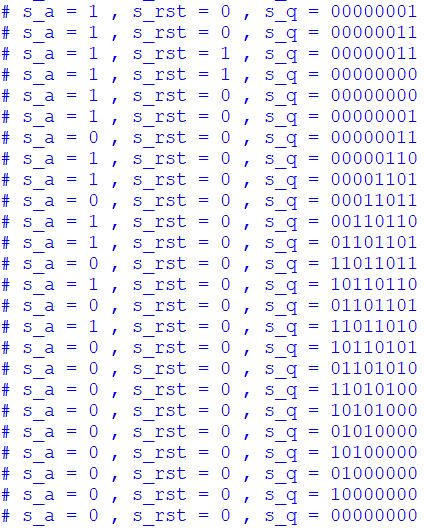 # s_a = 1 , s_rst = 0 , s_q = 00000001
# s_a = 1 , s_rst = 0 , s_q = 00000011
# s_a = 1 , s_rst = 1 , s_q = 00000011
# s_a = 1 , s_rst = 1 , s_q = 00000000
# s_a = 1 , s_rst = 0 , s_q = 00000000
# s_a = 1 , s_rst = 0 , s_q = 00000001
# s_a = 0 , s_rst = 0 , s_q = 00000011
# s_a = 1 , s_rst = 0 , s_q = 00000110
# s_a = 1 , s_rst = 0 , s_q = 00001101
# s_a = 0 , s_rst = 0 , s_q = 00011011
# s_a = 1 , s_rst = 0 , s_q = 00110110
# s_a = 1 , s_rst = 0 , s_q = 01101101
# s_a = 0 , s_rst = 0 , s_q = 11011011
# s_a = 1 , s_rst = 0 , s_q = 10110110
# s_a = 0 , s_rst = 0 , s_q = 01101101
# s_a = 1 , s_rst = 0 , s_q = 11011010
# s_a = 0 , s_rst = 0 , s_q = 10110101
# s_a = 0 , s_rst = 0 , s_q = 01101010
# s_a = 0 , s_rst = 0 , s_q = 11010100
# s_a = 0 , s_rst = 0 , s_q = 10101000
# s_a = 0 , s_rst = 0 , s_q = 01010000
# s_a = 0 , s_rst = 0 , s_q = 10100000
# s_a = 0 , s_rst = 0 , s_q = 01000000
# s_a = 0 , s_rst = 0 , s_q = 10000000
# s_a = 0 , s_rst = 0 , s_q = 00000000